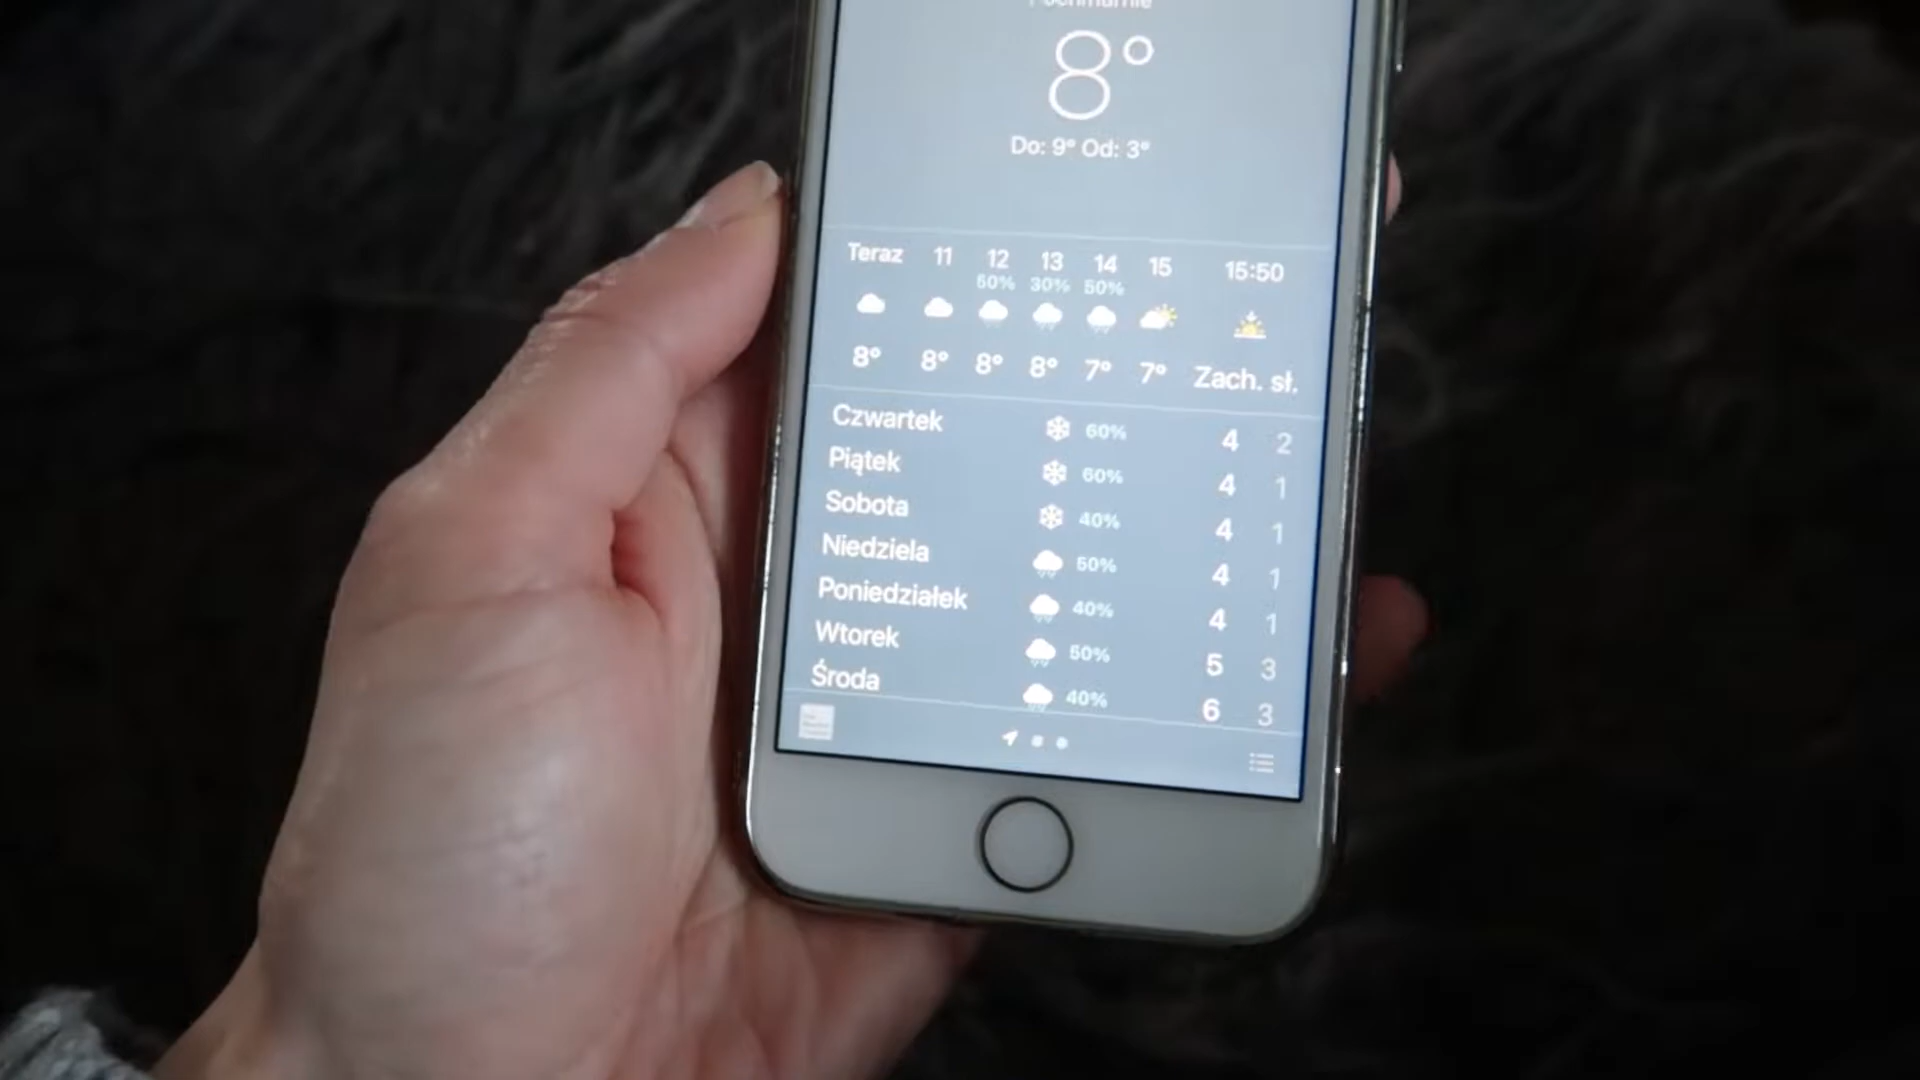 Pochmurnie
8°
Do: 9° Od: 3°
Teraz 11 12 13 14 15 15:50
50% 30% 50%
8° 8° 8° 8° 7° 7° Zach. sł.
Czwartek 60% 4 2
Piątek 60% 4 1
Sobota 40% 4 1
Niedziela 50% 4 1
Poniedziałek 40% 4 1
Wtorek 50% 5 3
Środa 40% 6 3